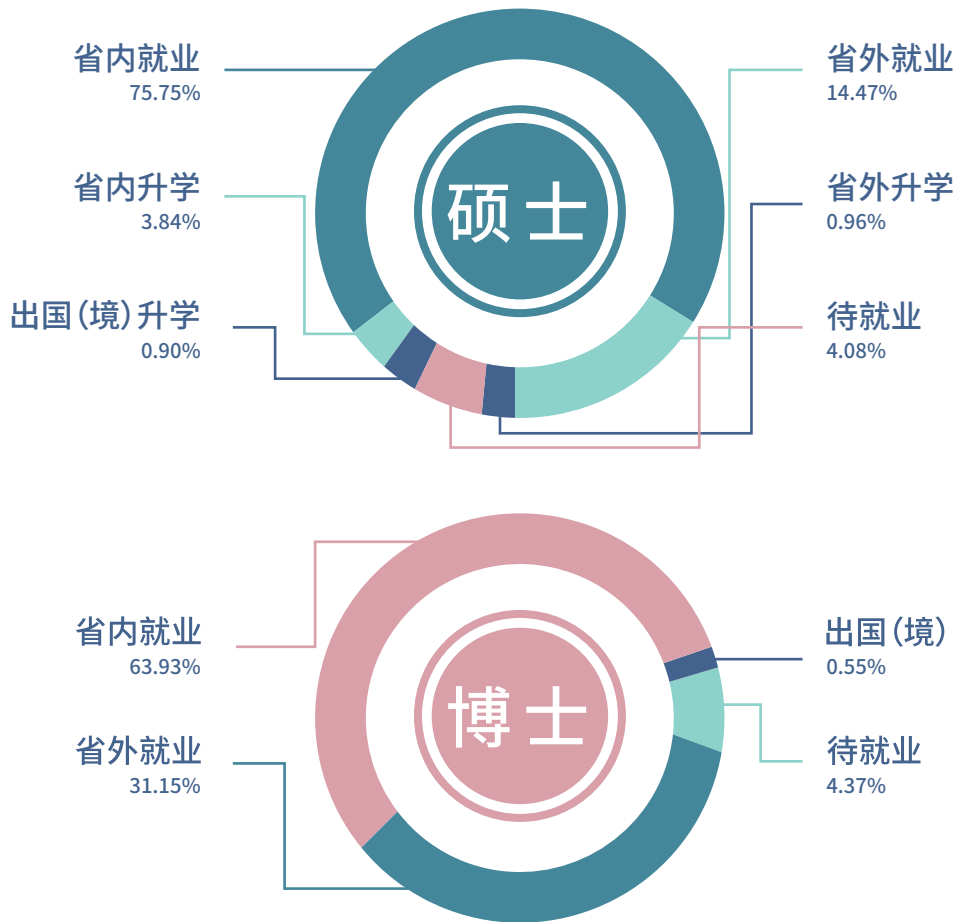 省内就业
75.75%
省内升学
3.84%
出国（境）升学
0.90%
硕士
省外就业
14.47%
省外升学
0.96%
待就业
4.08%
省内就业
63.93%
省外就业
31.15%
博士
出国（境）
0.55%
待就业
4.37%